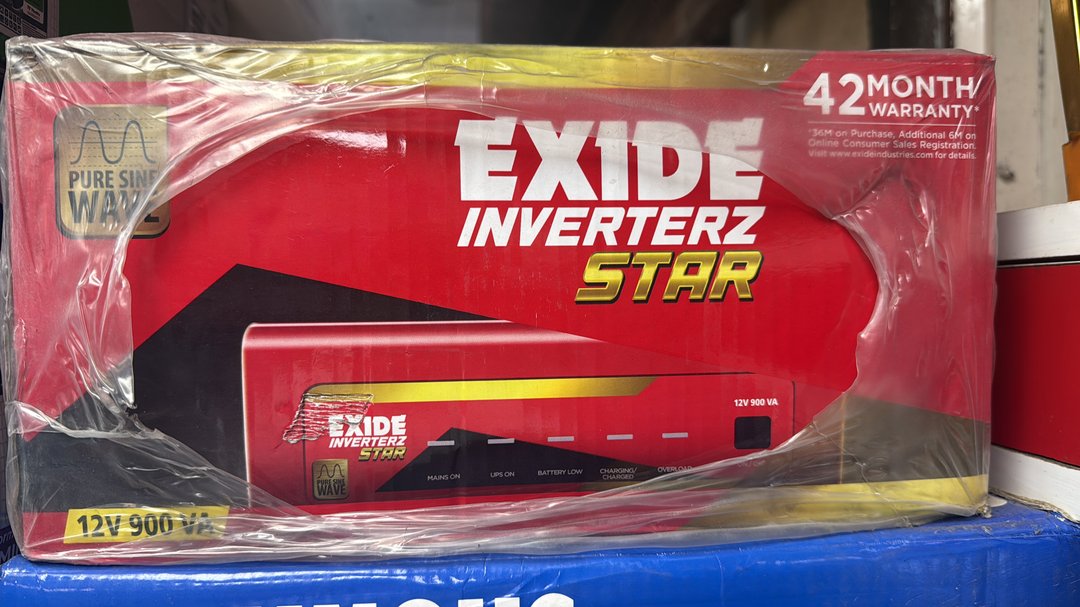 42 MONTH
WARRANTY*
*36M on Purchase, Additional 6M on
Online Consumer Sales Registration.
Visit www.exideindustries.com for details.
PURE SINE
WAVE
EXIDE
INVERTERZ
STAR
12V 900 VA
EXIDE
INVERTERZ
STAR
PURE SINE
WAVE
MAINS ON
UPS ON
BATTERY LOW
CHARGING/
CHARGED
OVERLOAD
12V 900 VA